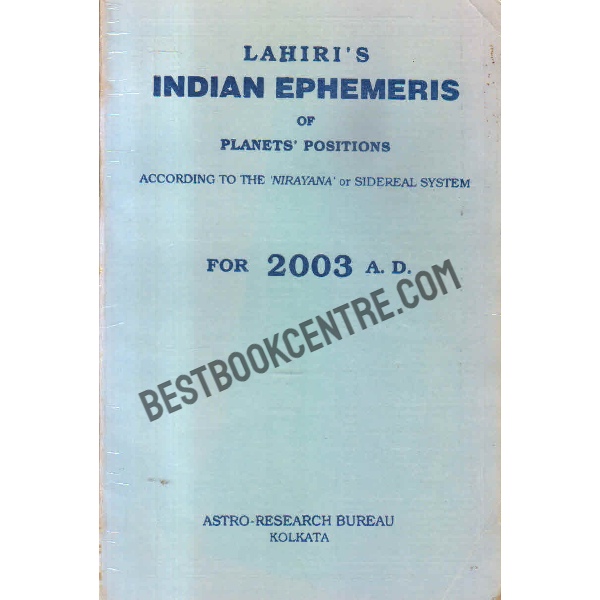 LAHIRI'S
INDIAN EPHEMERIS
OF
PLANETS' POSITIONS
ACCORDING TO THE 'NIRAYANA' or SIDEREAL SYSTEM
FOR 2003 A. D.
BESTBOOKCENTRE.COM
ASTRO-RESEARCH BUREAU
KOLKATA